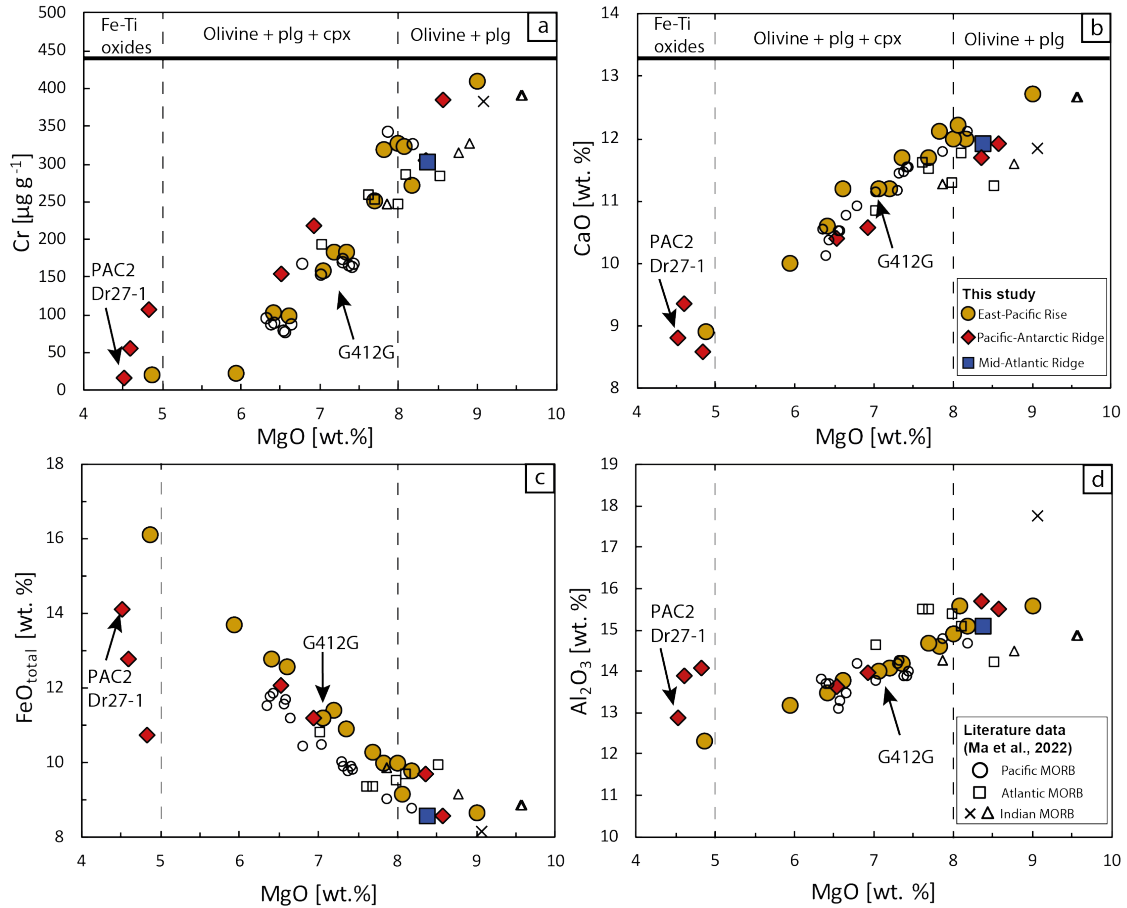 Fe-Ti
oxides
Olivine + plg + cpx
Olivine + plg
a
500
450
400
350
300
250
200
150
100
50
0
Cr [µg g-1]
PAC2
Dr27-1
G412G
4
5
6
7
8
9
10
MgO [wt.%]
Fe-Ti
oxides
Olivine + plg + cpx
Olivine + plg
b
14
13
12
11
10
9
8
CaO [wt. %]
PAC2
Dr27-1
G412G
This study
East-Pacific Rise
Pacific-Antarctic Ridge
Mid-Atlantic Ridge
4
5
6
7
8
9
10
MgO [wt.%]
c
18
16
14
12
10
8
FeOtotal [wt. %]
G412G
PAC2
Dr27-1
4
5
6
7
8
9
10
MgO [wt.%]
d
19
18
17
16
15
14
13
12
11
10
Al2O3 [wt. %]
PAC2
Dr27-1
G412G
Literature data
(Ma et al., 2022)
Pacific MORB
Atlantic MORB
Indian MORB
4
5
6
7
8
9
10
MgO [wt. %]